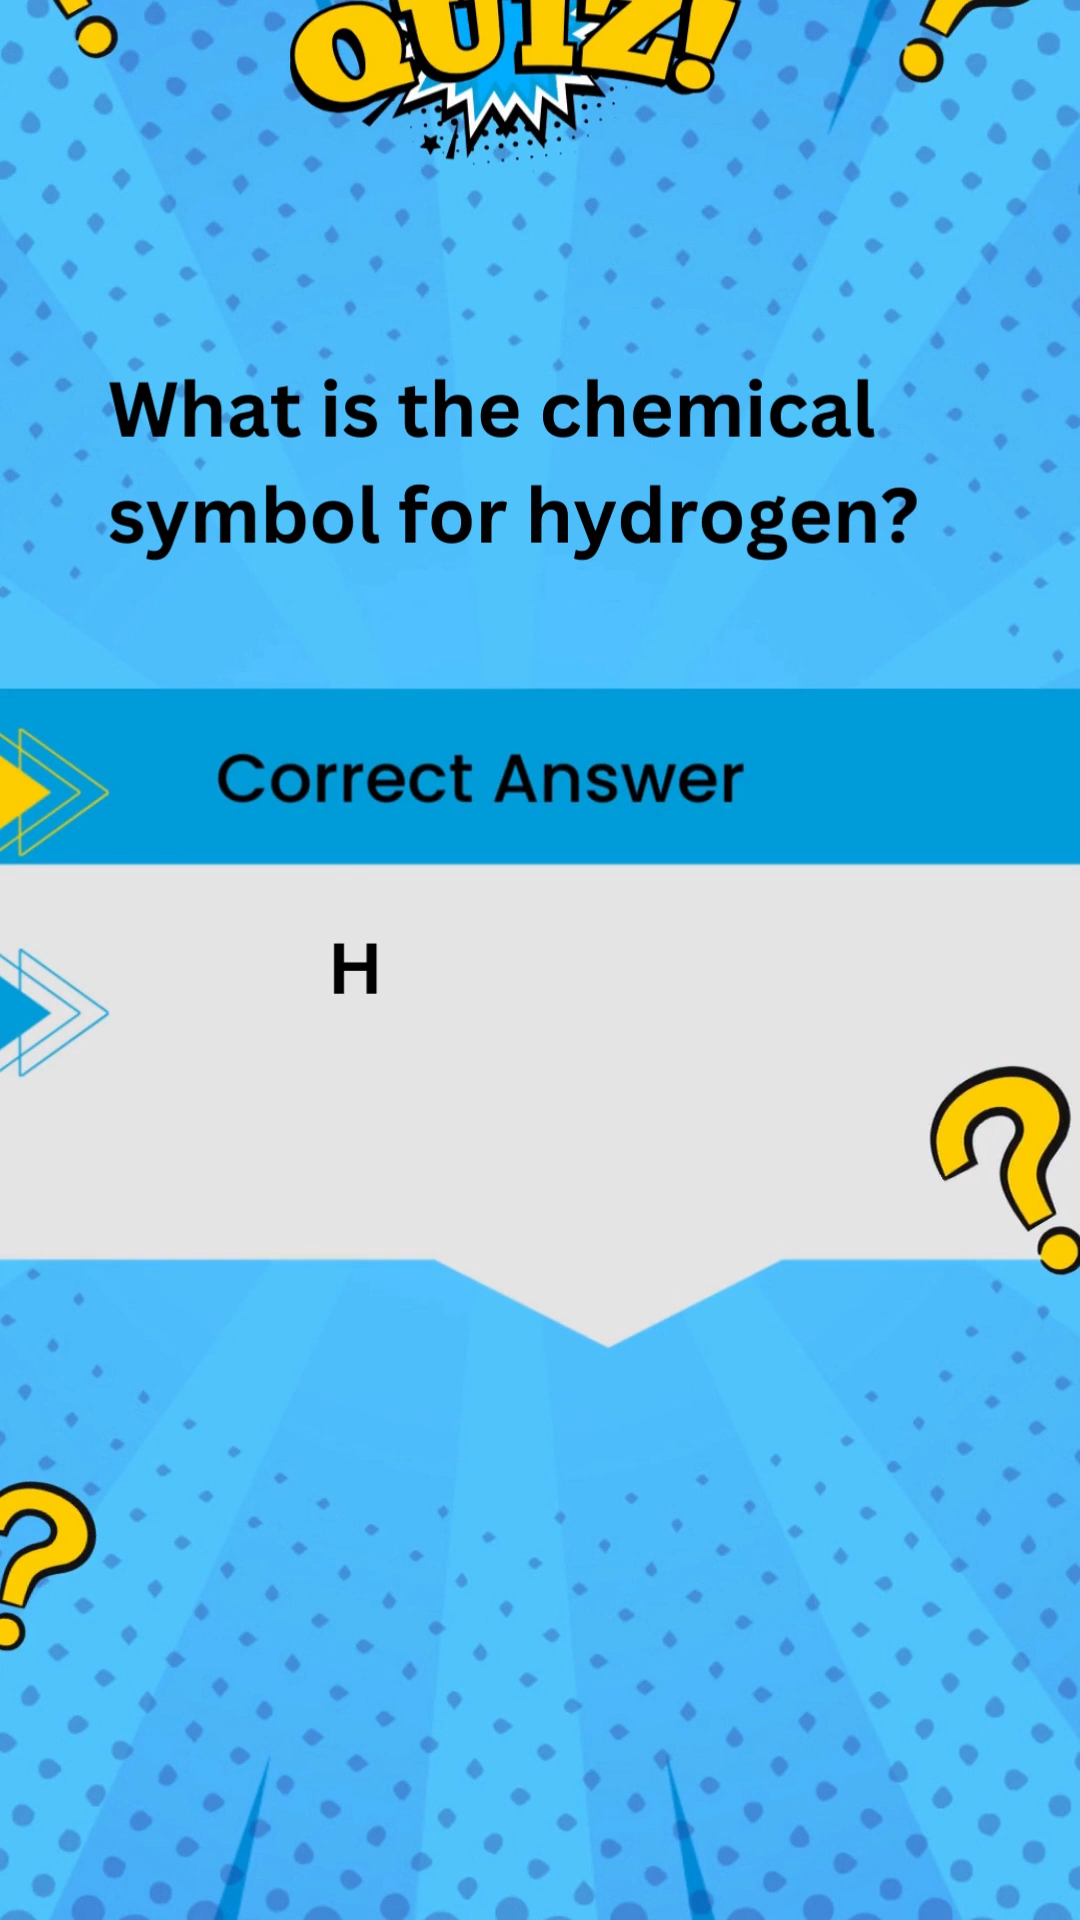 QUIZ!
What is the chemical
symbol for hydrogen?
Correct Answer
H